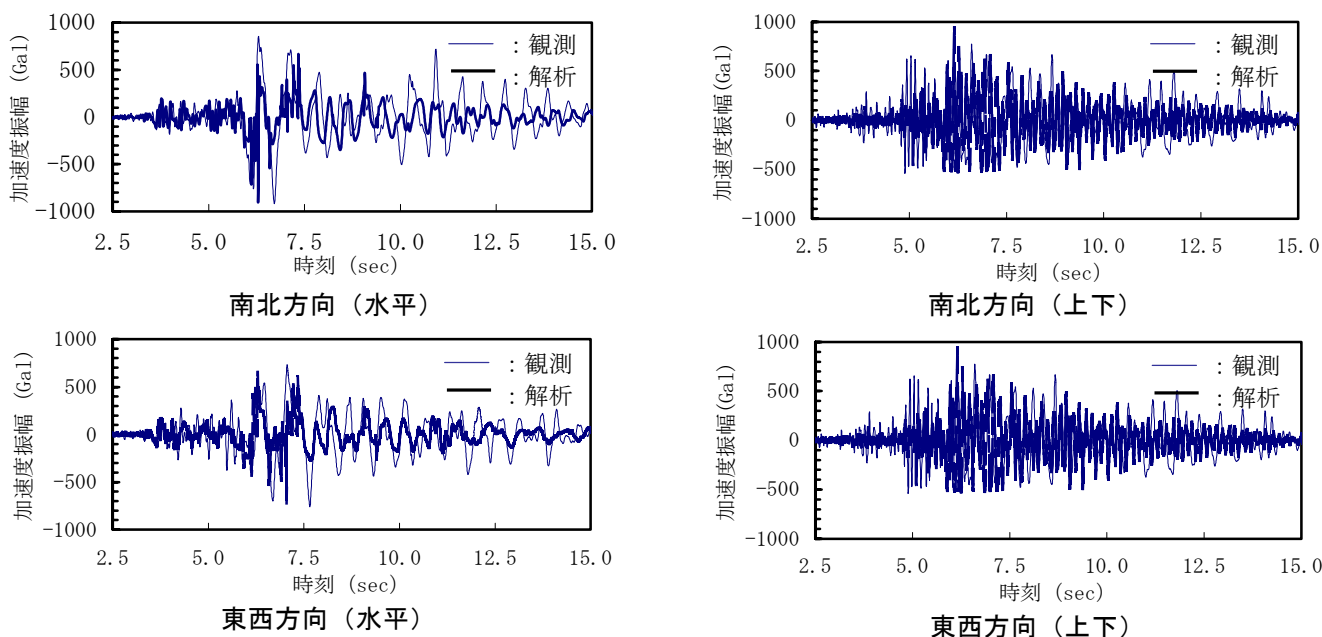 1000
500
0
-500
-1000
加速度振幅 (Gal)
: 観測
: 解析
2.5 5.0 7.5 10.0 12.5 15.0
時刻 (sec)
南北方向（水平）
1000
500
0
-500
-1000
加速度振幅(Gal)
: 観測
: 解析
2.5 5.0 7.5 10.0 12.5 15.0
時刻 (sec)
南北方向（上下）
1000
500
0
-500
-1000
加速度振幅 (Gal)
: 観測
: 解析
2.5 5.0 7.5 10.0 12.5 15.0
時刻 (sec)
東西方向（水平）
1000
500
0
-500
-1000
加速度振幅(Gal)
: 観測
: 解析
2.5 5.0 7.5 10.0 12.5 15.0
時刻 (sec)
東西方向（上下）